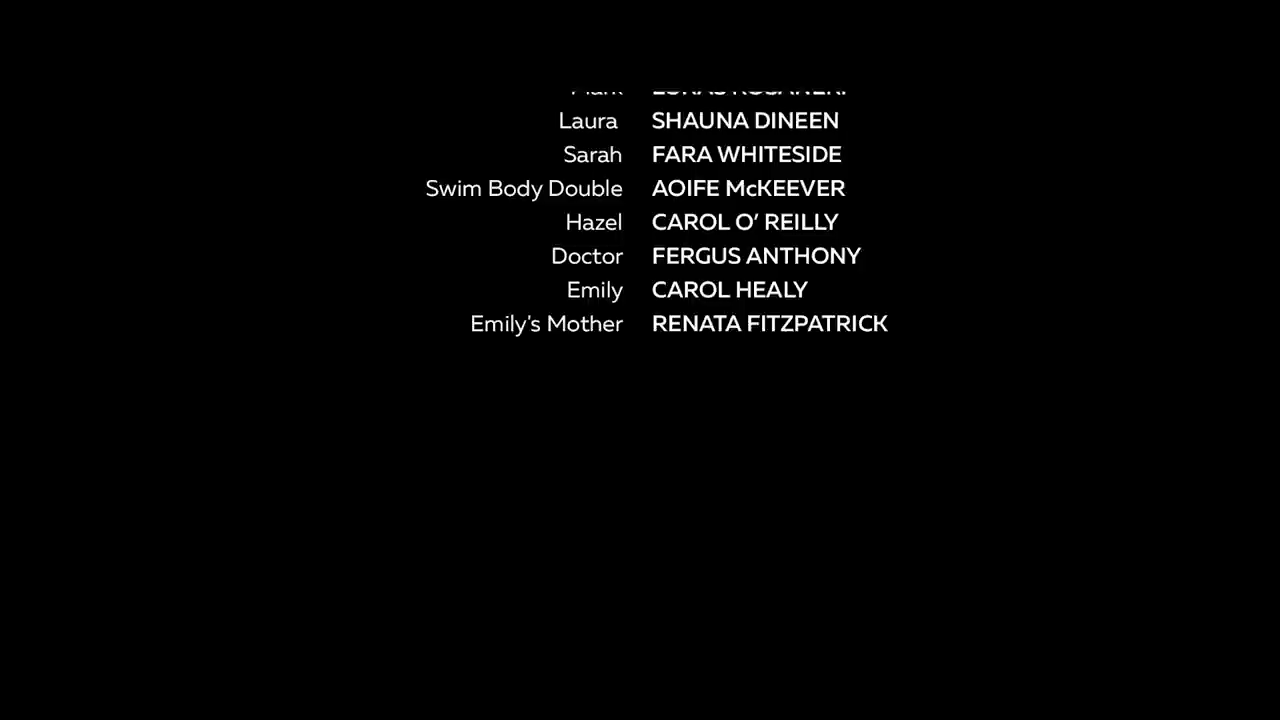 Laura SHAUNA DINEEN
Sarah FARA WHITESIDE
Swim Body Double AOIFE McKEEVER
Hazel CAROL O’ REILLY
Doctor FERGUS ANTHONY
Emily CAROL HEALY
Emily's Mother RENATA FITZPATRICK